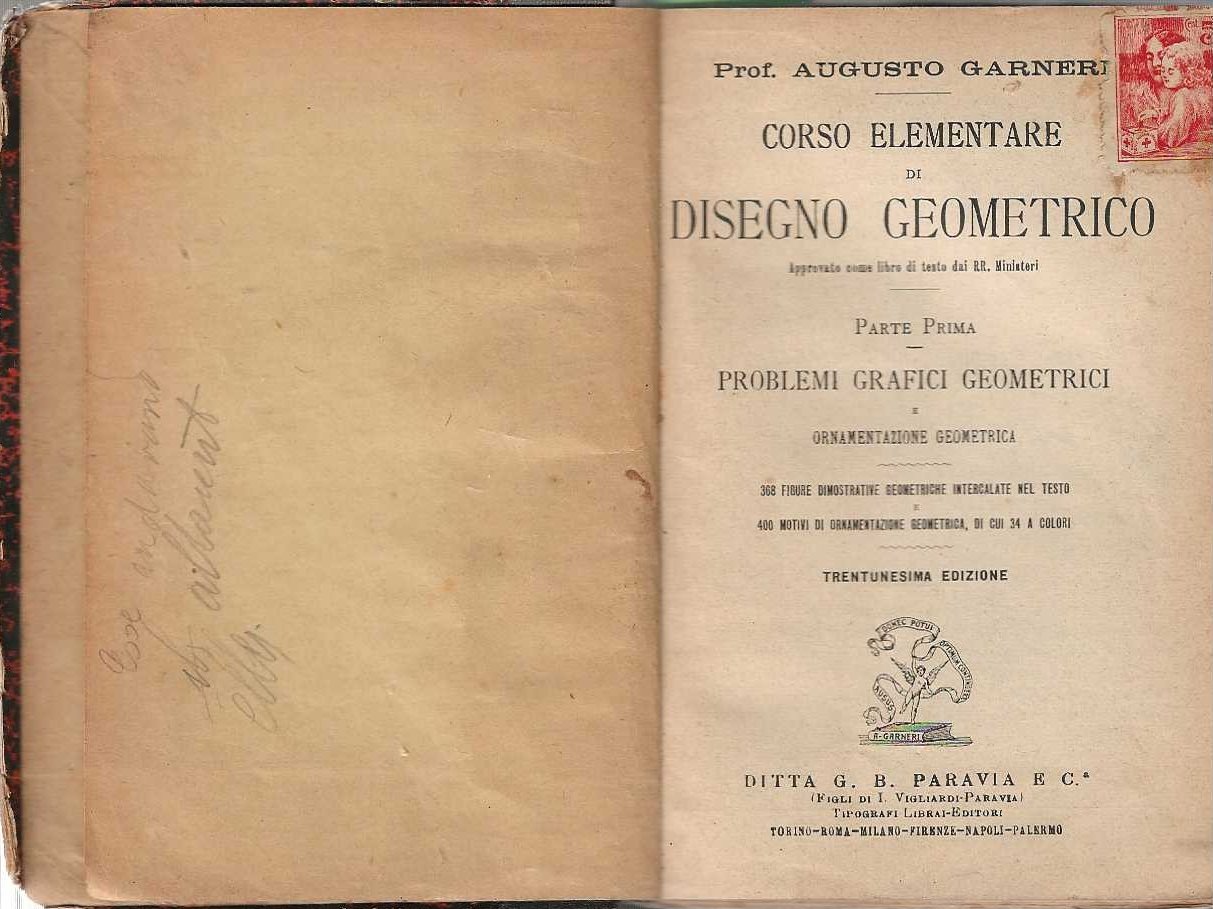 Prof. AUGUSTO GARNERI
CORSO ELEMENTARE
DI
DISEGNO GEOMETRICO
Approvato come libro di testo dai RR. Ministeri
PARTE PRIMA
PROBLEMI GRAFICI GEOMETRICI
E
ORNAMENTAZIONE GEOMETRICA
368 FIGURE DIMOSTRATIVE GEOMETRICHE INTERCALATE NEL TESTO
E
400 MOTIVI DI ORNAMENTAZIONE GEOMETRICA, DI CUI 34 A COLORI
TRENTUNESIMA EDIZIONE
DONEC POTUI
A-GARNERI
DITTA G. B. PARAVIA E C.ª
(FIGLI DI I. VIGLIARDI-PARAVIA)
TIPOGRAFI LIBRAI-EDITORI
TORINO-ROMA-MILANO-FIRENZE-NAPOLI-PALERMO